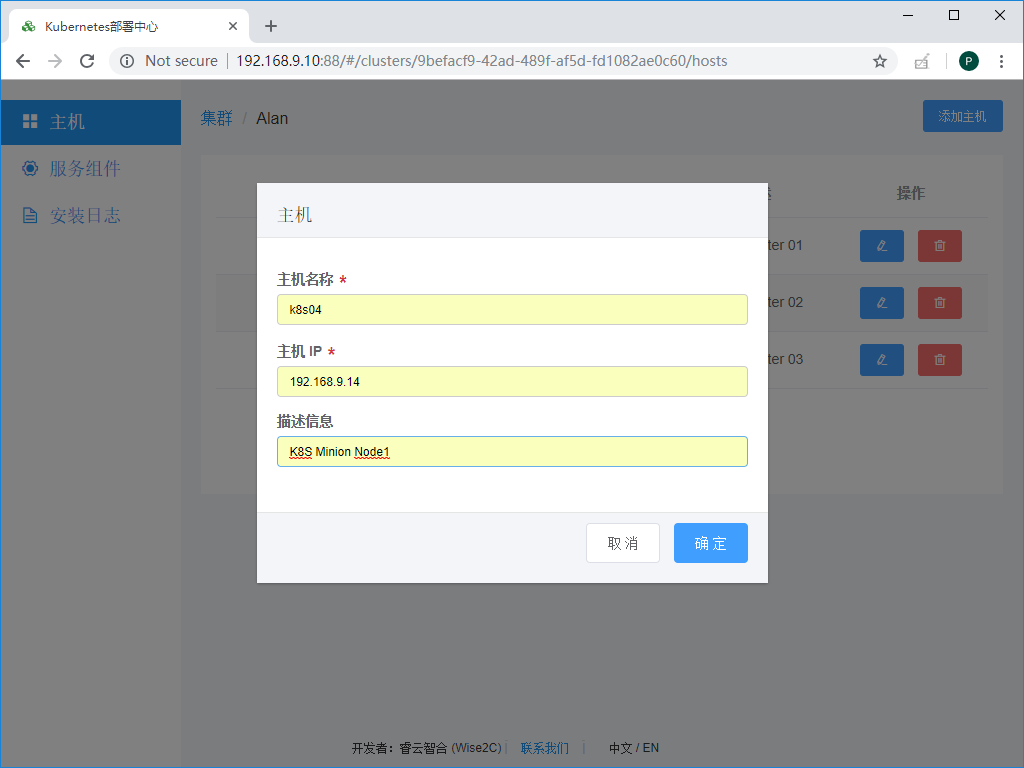 Kubernetes部署中心
Not secure
192.168.9.10:88/#/clusters/9befacf9-42ad-489f-af5d-fd1082ae0c60/hosts
P
主机
服务组件
安装日志
集群 / Alan
添加主机
操作
ter 01
ter 02
ter 03
主机
主机名称 *
k8s04
主机 IP *
192.168.9.14
描述信息
K8S Minion Node1
取消
确定
开发者: 睿云智合 (Wise2C) | 联系我们 | 中文 / EN